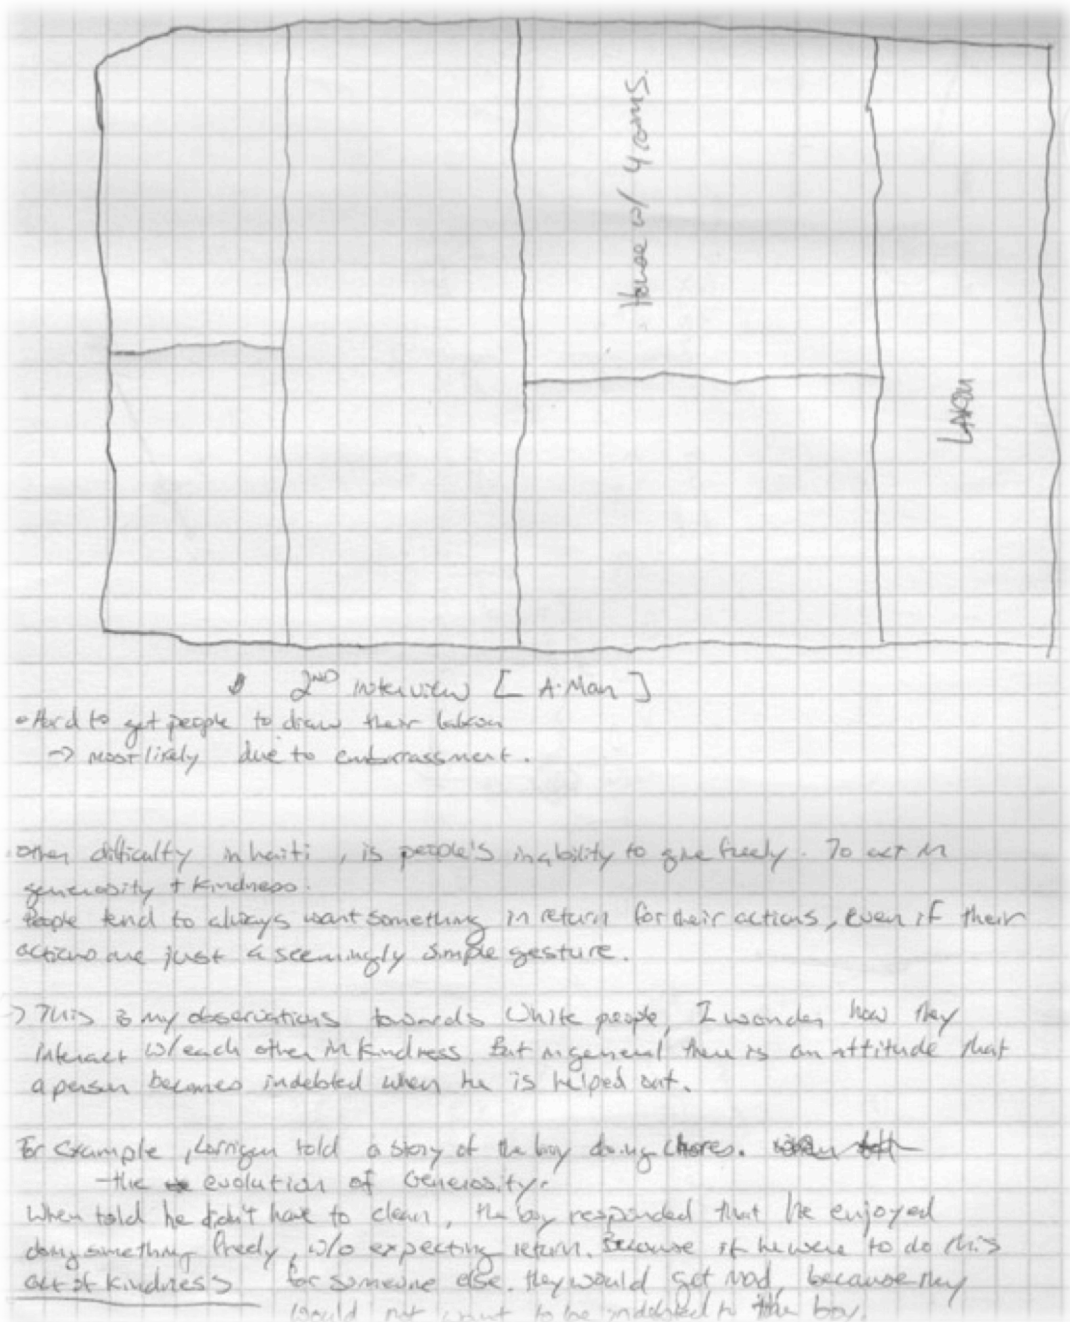 House w/ 4 rooms.
Lakou
2ND interview [ A. Man ]
• Hard to get people to draw their lakou
→ most likely due to embarrassment.
• other difficulty in haiti, is people's inability to give freely. To act in
generosity + kindness.
People tend to always want something in return for their actions, even if their
actions are just a seemingly simple gesture.
→ This is my observations towards White people, I wonder how they
interact w/ each other in kindness. But in general there is an attitude that
a person becomes indebted when he is helped out.
For example, told a story of the boy doing chores.
- the evolution of Generosity.
When told he didn't have to clean, the boy responded that he enjoyed
doing something freely, w/o expecting return. Because if he were to do this
act of kindness for someone else. they would get mad, because they
would not want to be indebted to the boy.